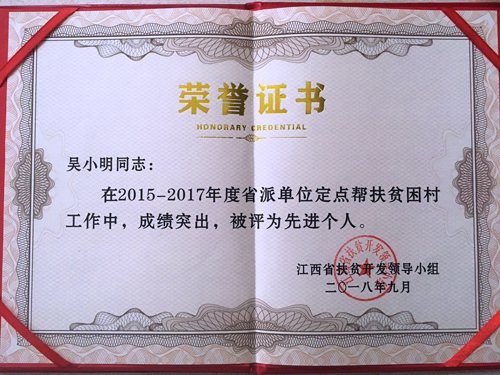 荣誉证书
HONORARY CREDENTIAL
吴小明同志：
在2015-2017年度省派单位定点帮扶贫困村
工作中，成绩突出，被评为先进个人。
江西省扶贫开发领导小组
二〇一八年九月